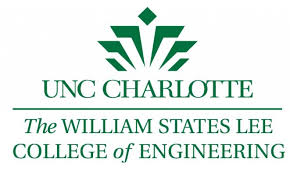 UNC CHARLOTTE
The WILLIAM STATES LEE
COLLEGE of ENGINEERING